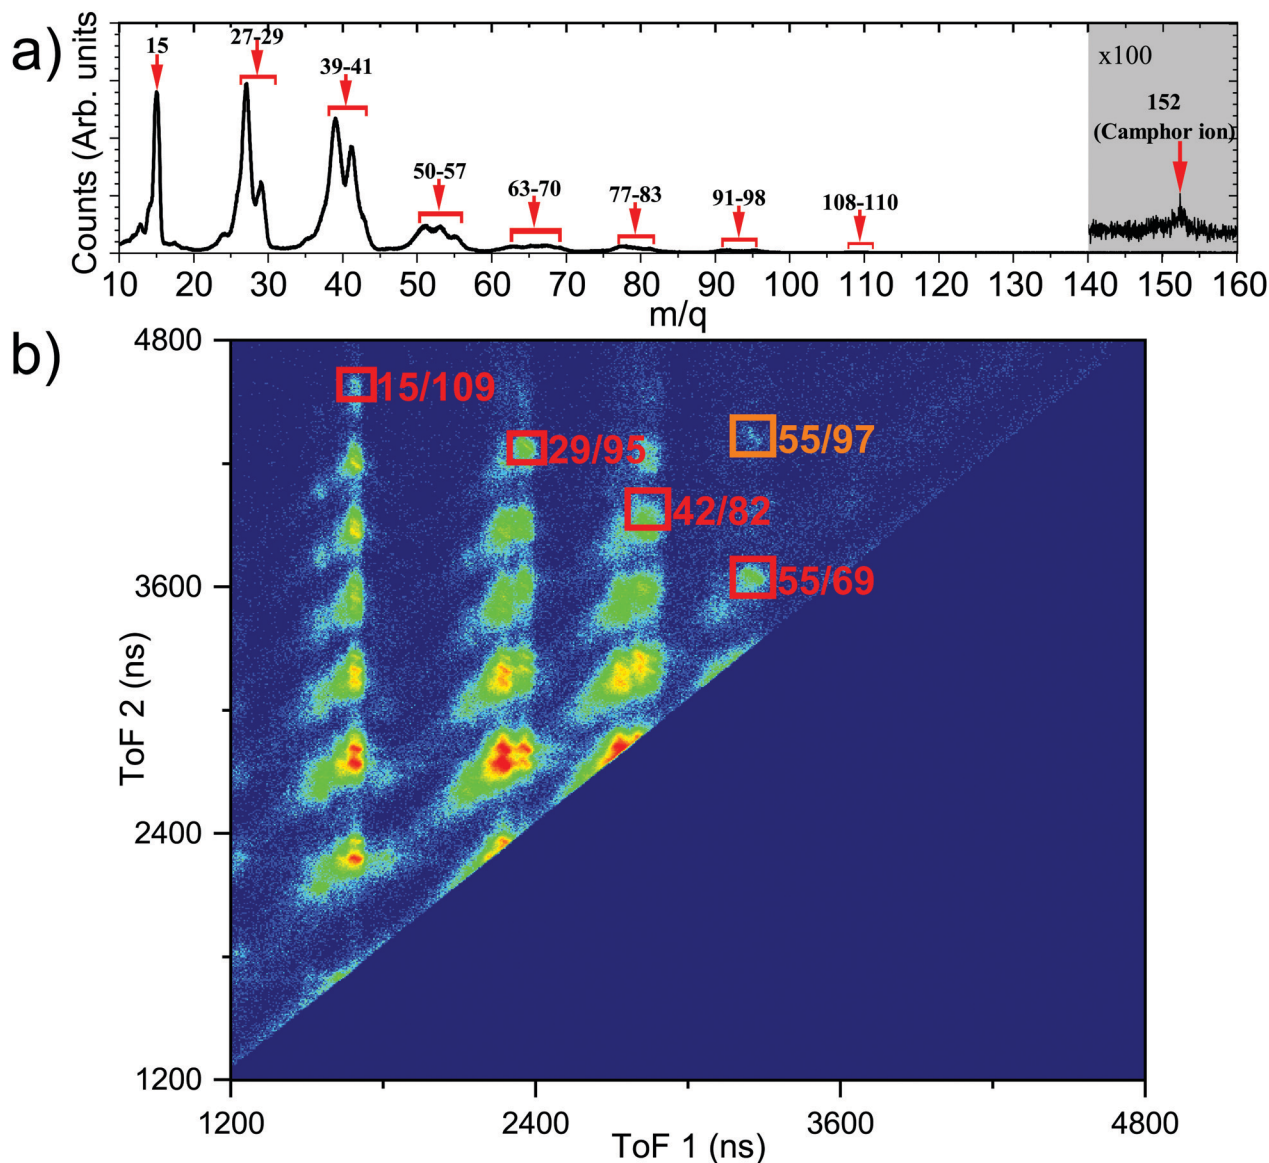 a)
Counts (Arb. units)
15
27-29
39-41
50-57
63-70
77-83
91-98
108-110
x100
152
(Camphor ion)
10 20 30 40 50 60 70 80 90 100 110 120 130 140 150 160
m/q
b)
ToF 2 (ns)
4800
3600
2400
1200
15/109
29/95
55/97
42/82
55/69
1200 2400 3600 4800
ToF 1 (ns)